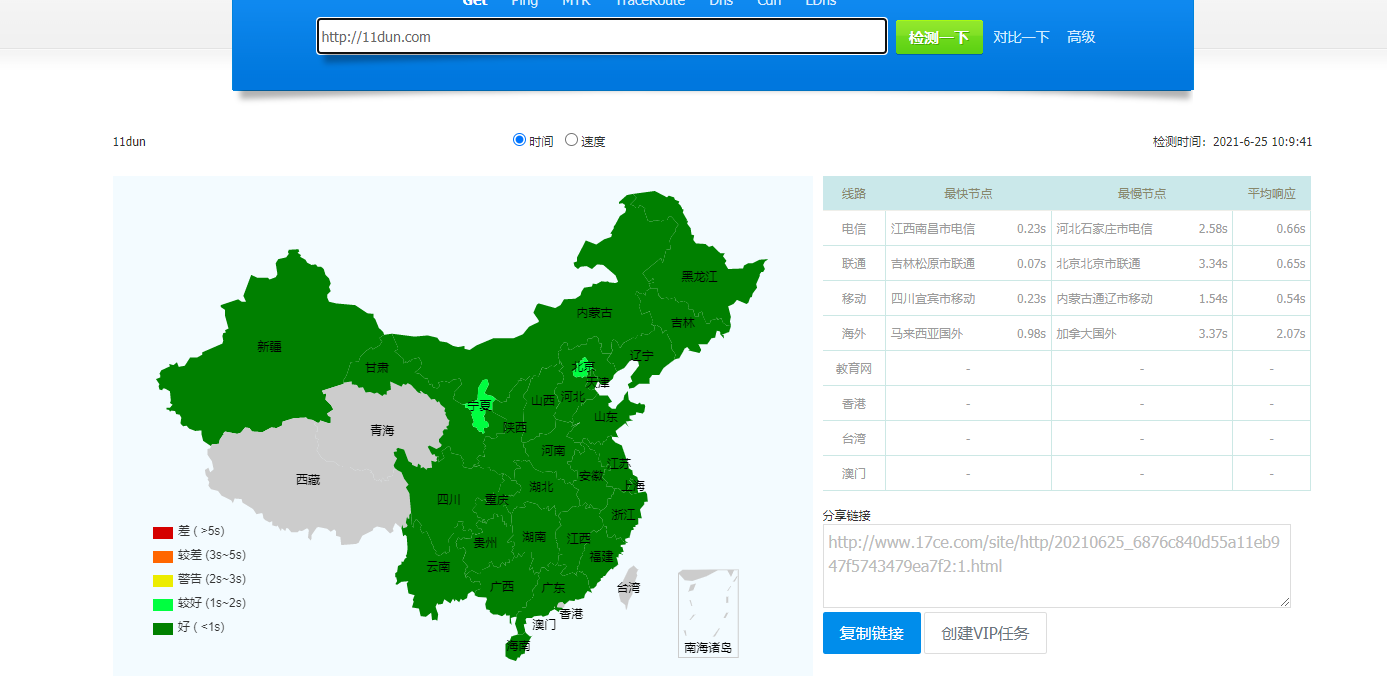 Get Ping MTR TraceRoute Dns Curl LDns
http://11dun.com 检测一下 对比一下 高级
11dun 时间 速度 检测时间：2021-6-25 10:9:41
线路 最快节点 最慢节点 平均响应
电信 江西南昌市电信 0.23s 河北石家庄市电信 2.58s 0.66s
联通 吉林松原市联通 0.07s 北京北京市联通 3.34s 0.65s
移动 四川宜宾市移动 0.23s 内蒙古通辽市移动 1.54s 0.54s
海外 马来西亚国外 0.98s 加拿大国外 3.37s 2.07s
教育网 - - -
香港 - - -
台湾 - - -
澳门 - - -
黑龙江
内蒙古
吉林
新疆
辽宁
甘肃
北京
天津
宁夏
山西
河北
山东
陕西
青海
河南
江苏
安徽
西藏
上海
湖北
四川
重庆
浙江
湖南
江西
贵州
福建
云南
广西
广东
台湾
香港
澳门
海南
南海诸岛
差 ( >5s)
较差 (3s~5s)
警告 (2s~3s)
较好 (1s~2s)
好 ( <1s)
分享链接
http://www.17ce.com/site/http/20210625_6876c840d55a11eb9
47f5743479ea7f2:1.html
复制链接 创建VIP任务